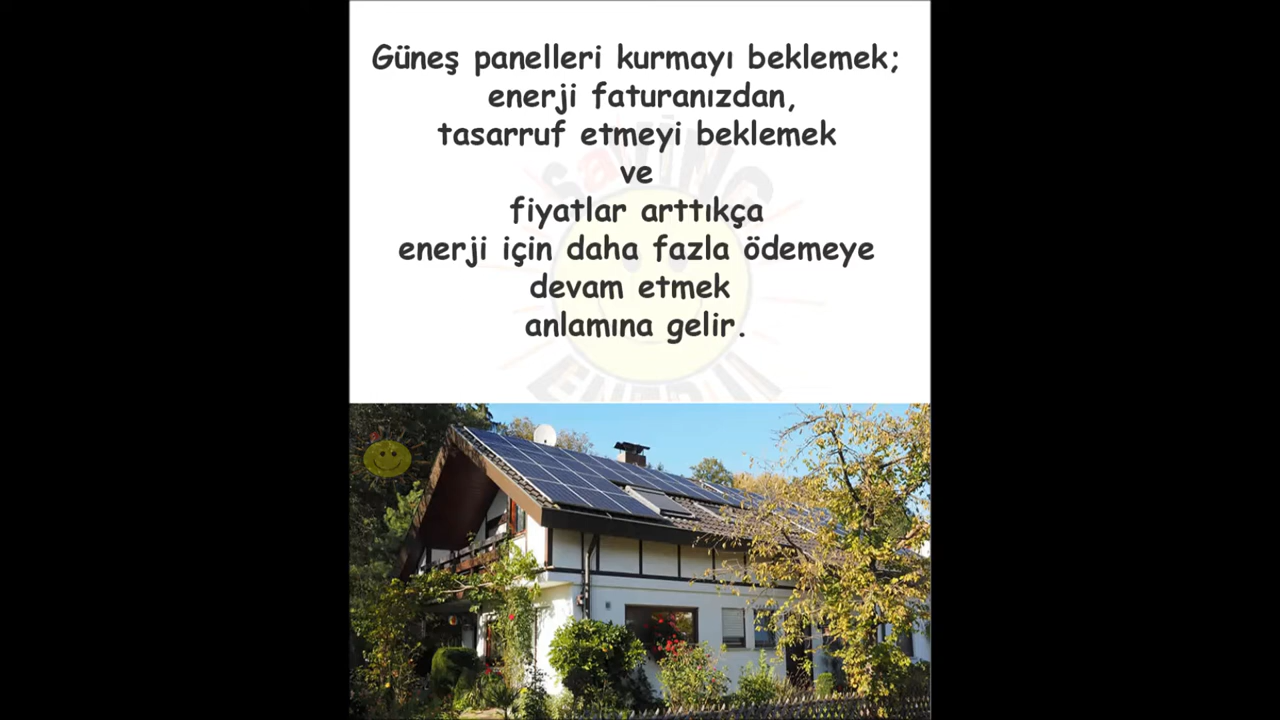 Güneş panelleri kurmayı beklemek;
enerji faturanızdan,
tasarruf etmeyi beklemek
ve
fiyatlar arttıkça
enerji için daha fazla ödemeye
devam etmek
anlamına gelir.